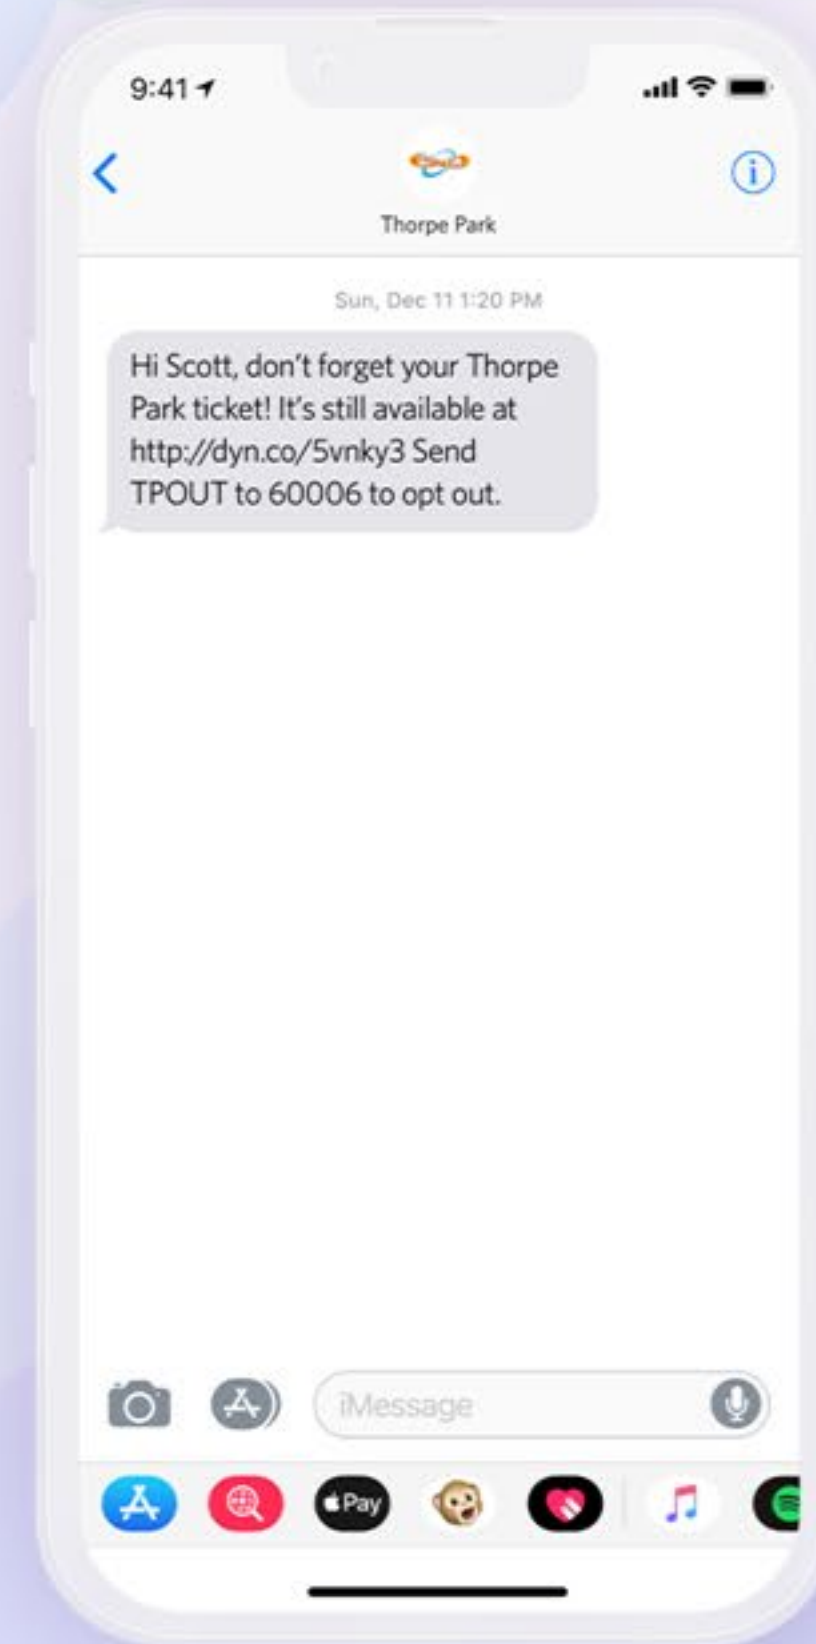 9:41
Thorpe Park
Sun, Dec 11 1:20 PM
Hi Scott, don't forget your Thorpe
Park ticket! It's still available at
http://dyn.co/5vnky3 Send
TPOUT to 60006 to opt out.
iMessage
Pay